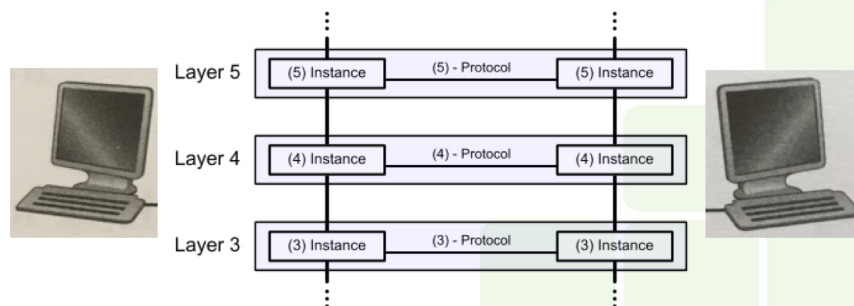 Layer 5
(5) Instance
(5) - Protocol
(5) Instance
Layer 4
(4) Instance
(4) - Protocol
(4) Instance
Layer 3
(3) Instance
(3) - Protocol
(3) Instance